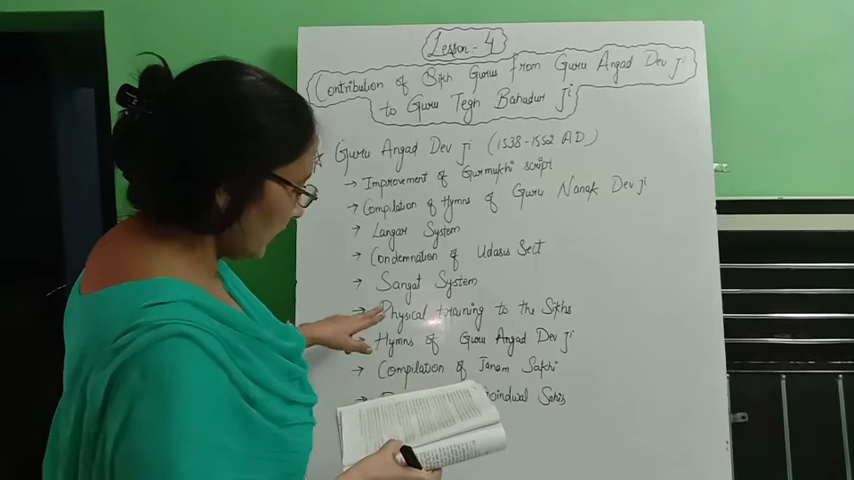 Lesson - 4
Contribution of Sikh Guru From Guru Angad Dev Ji
to Guru Tegh Bahadur Ji
☆ Guru Angad Dev Ji (1538-1552 AD)
→ Improvement of Gurmukhi script
→ Compilation of Hymns of Guru Nanak Dev Ji
→ Langar System
→ Condemnation of Udasis Sect
→ Sangat System
→ Physical training to the Sikhs
→ Hymns of Guru Angad Dev Ji
→ Compilation of Janam Sakhi
→ Goindwal Sahib